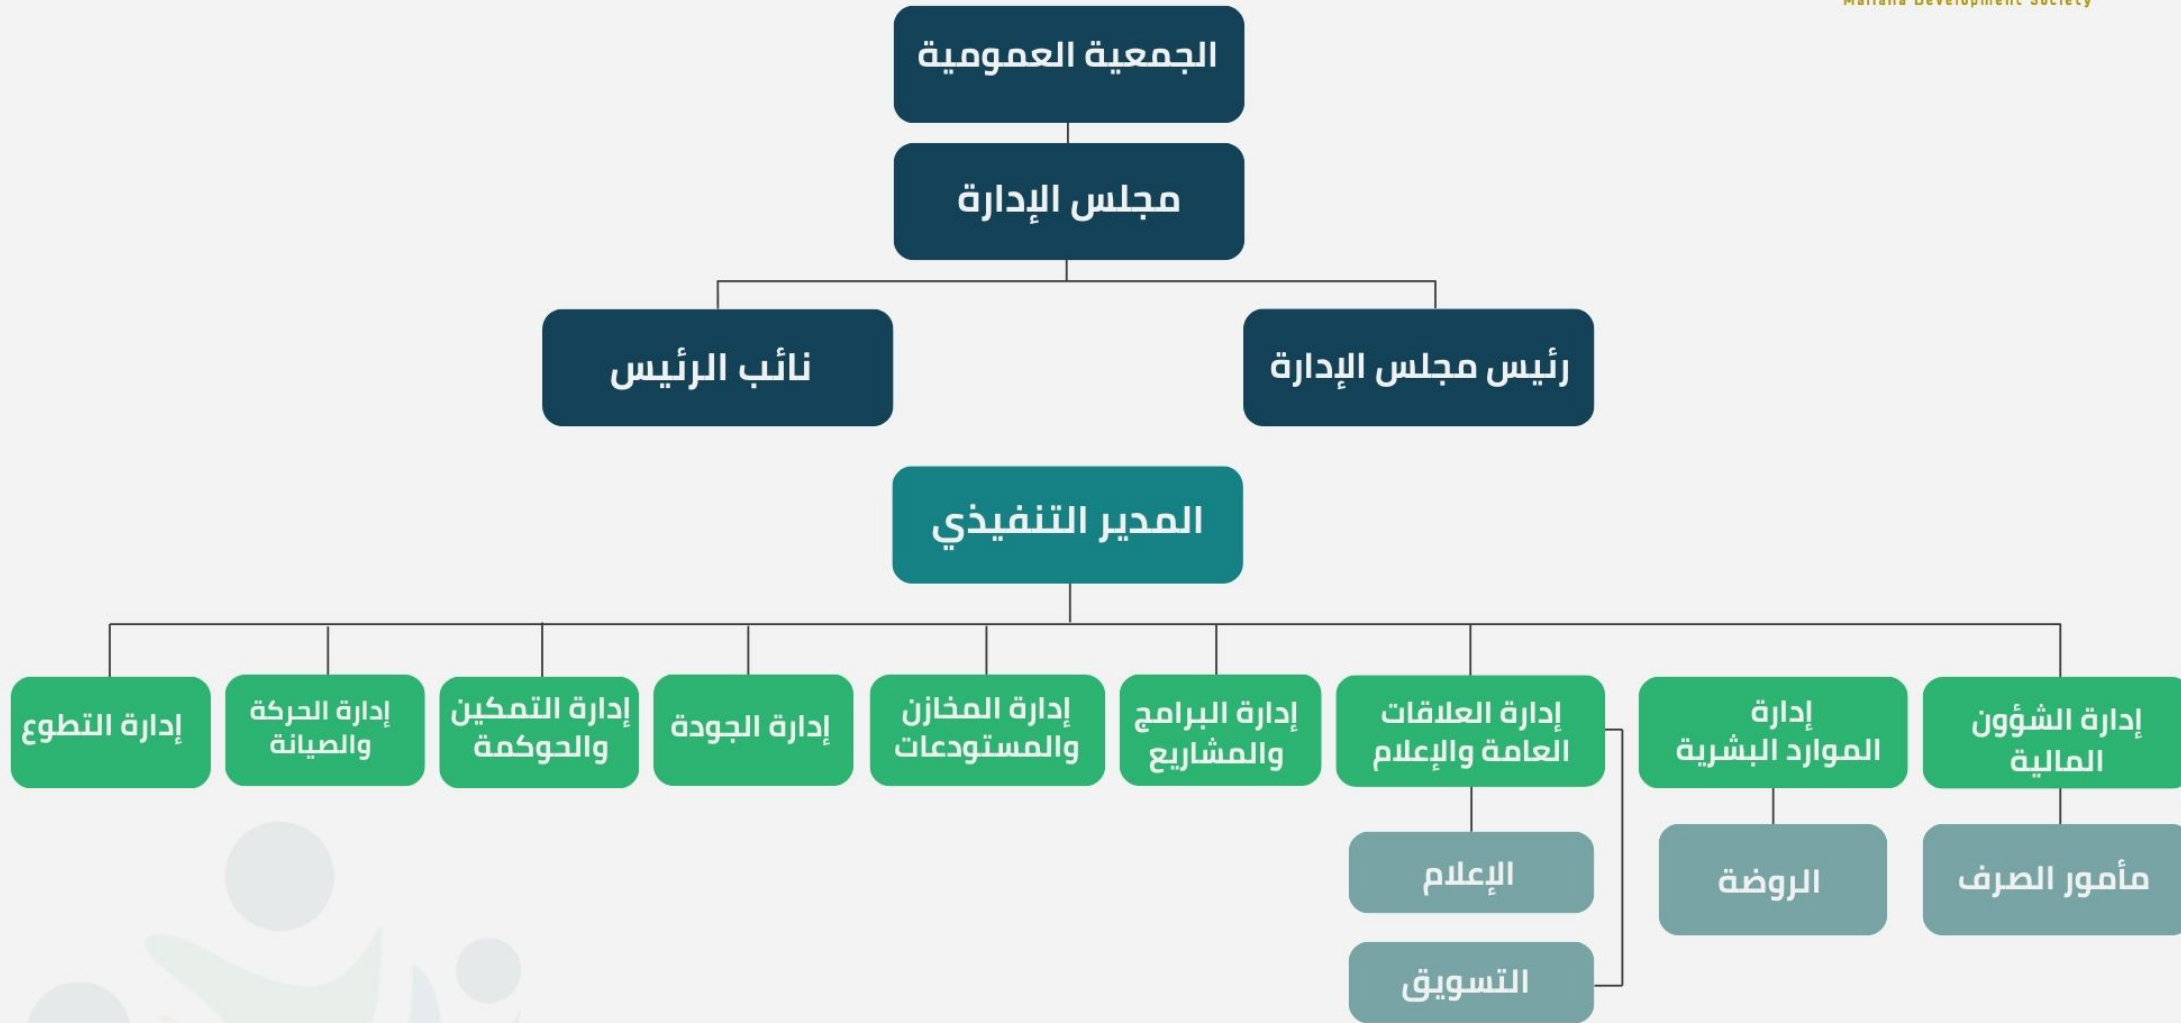 Development Society
الجمعية العمومية
مجلس الإدارة
رئيس مجلس الإدارة
نائب الرئيس
المدير التنفيذي
إدارة الشؤون
المالية
إدارة
الموارد البشرية
إدارة العلاقات
العامة والإعلام
إدارة البرامج
والمشاريع
إدارة المخازن
والمستودعات
إدارة الجودة
إدارة التمكين
والحوكمة
إدارة الحركة
والصيانة
إدارة التطوع
مأمور الصرف
الروضة
الإعلام
التسويق